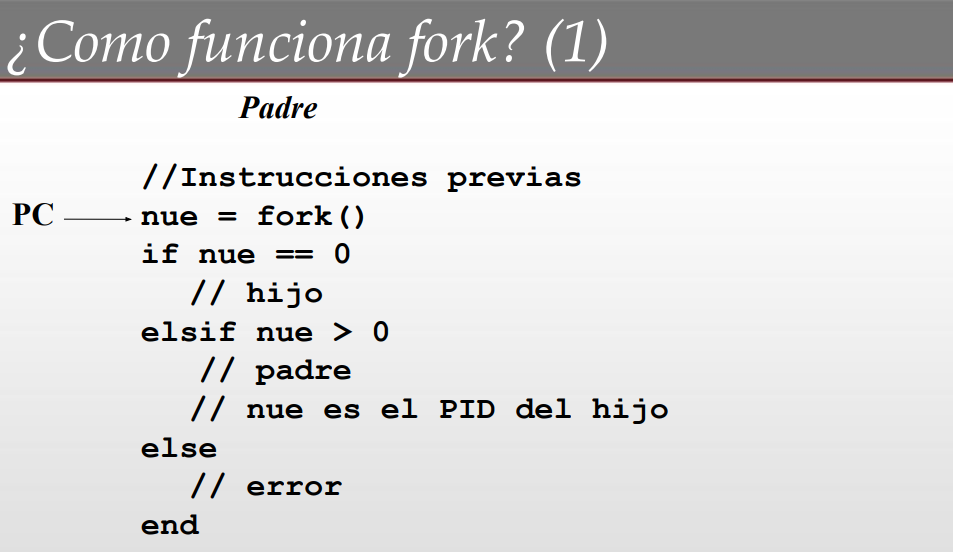 ¿Como funciona fork? (1)
Padre
//Instrucciones previas
PC nue = fork()
if nue == 0
// hijo
elsif nue > 0
// padre
// nue es el PID del hijo
else
// error
end